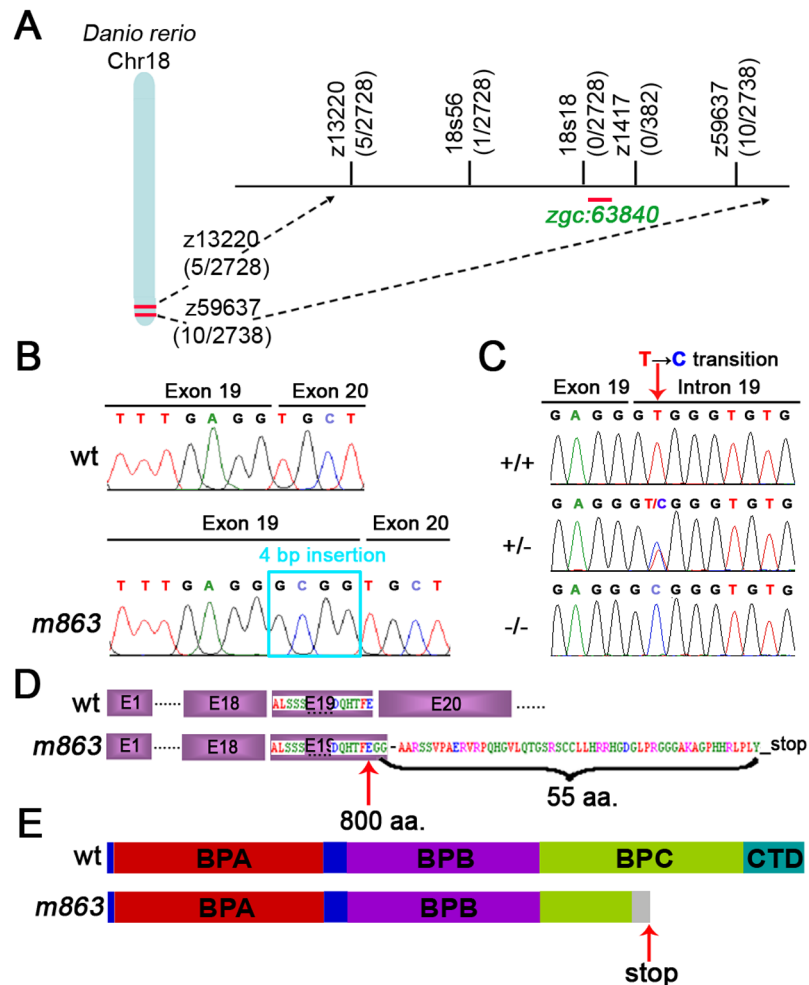 A
Danio rerio
Chr18
z13220
(5/2728)
18s56
(1/2728)
18s18
(0/2728)
z1417
(0/382)
z59637
(10/2738)
zgc:63840
z13220
(5/2728)
z59637
(10/2738)
B
Exon 19 Exon 20
T T T G A G G T G C T
wt
Exon 19 Exon 20
4 bp insertion
T T T G A G G G C G G T G C T
m863
C
T→C transition
Exon 19 Intron 19
G A G G G T G G G T G T G
+/+
G A G G G T/C G G G T G T G
+/-
G A G G G C G G G T G T G
-/-
D
wt E1 ...... E18 ALSSS E19 DQHTFE E20 ......
m863 E1 ...... E18 ALSSS E19 DQHTFEGG-AARSSVPAERVRPQHGVLQTGSRSCCLLHRRHGDGLPRGGGAKAGPHHRLPLY_stop
800 aa.
55 aa.
E
wt BPA BPB BPC CTD
m863 BPA BPB
stop